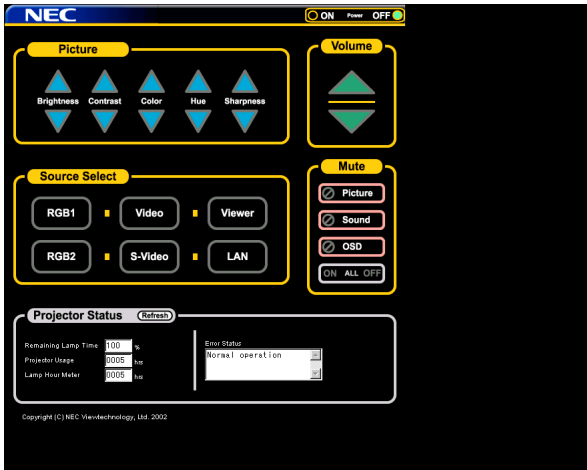 NEC
ON Power OFF
Picture
Brightness Contrast Color Hue Sharpness
Volume
Source Select
RGB1 Video Viewer
RGB2 S-Video LAN
Mute
Picture
Sound
OSD
ON ALL OFF
Projector Status Refresh
Remaining Lamp Time 100 %
Projector Usage 0005 hrs
Lamp Hour Meter 0005 hrs
Error Status
Normal operation
Copyright (C) NEC Viewtechnology, Ltd. 2002